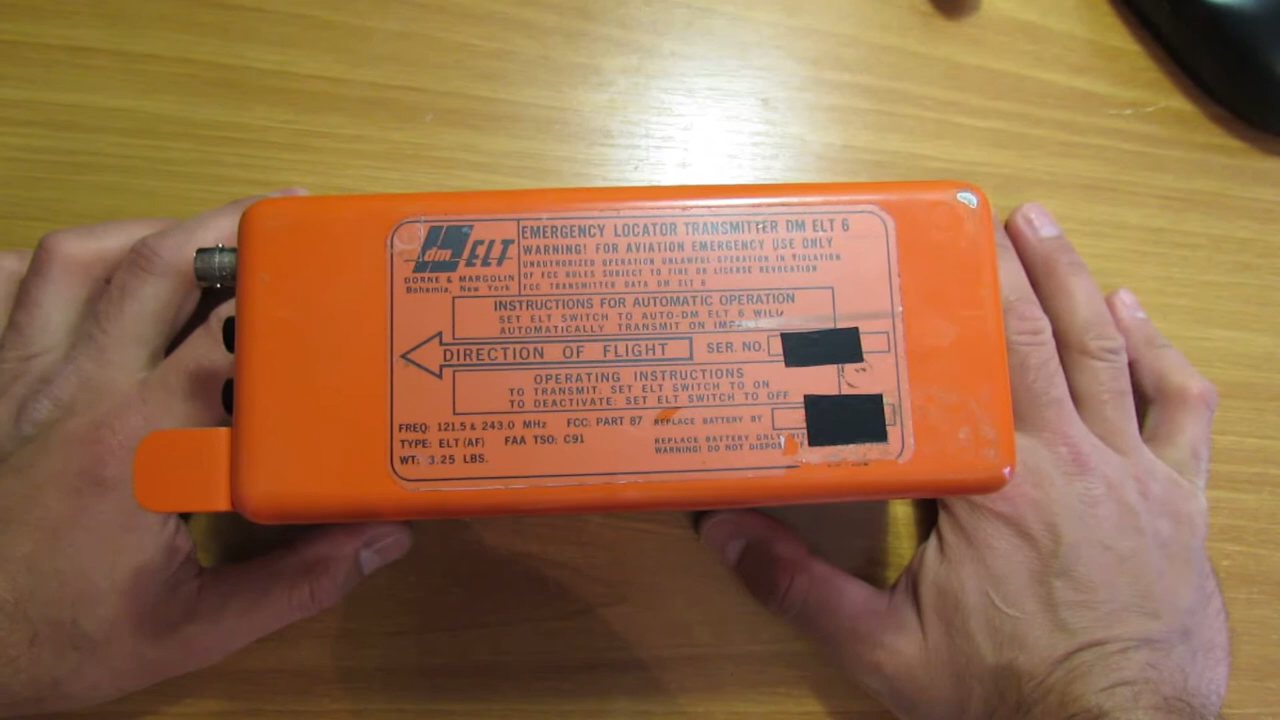 dm ELT
DORNE & MARGOLIN
Bohemia, New York
EMERGENCY LOCATOR TRANSMITTER DM ELT 6
WARNING! FOR AVIATION EMERGENCY USE ONLY
UNAUTHORIZED OPERATION UNLAWFUL-OPERATION IN VIOLATION
OF FCC RULES SUBJECT TO FINE OR LICENSE REVOCATION
FCC TRANSMITTER DATA DM ELT 6
INSTRUCTIONS FOR AUTOMATIC OPERATION
SET ELT SWITCH TO AUTO-DM ELT 6 WILL
AUTOMATICALLY TRANSMIT ON
DIRECTION OF FLIGHT
SER. NO.
OPERATING INSTRUCTIONS
TO TRANSMIT: SET ELT SWITCH TO ON
TO DEACTIVATE: SET ELT SWITCH TO OFF
FREQ: 121.5 & 243.0 MHz FCC: PART 87 REPLACE BATTERY BY
TYPE: ELT (AF) FAA TSO: C91
WT: 3.25 LBS.
REPLACE BATTERY ONLY
WARNING! DO NOT